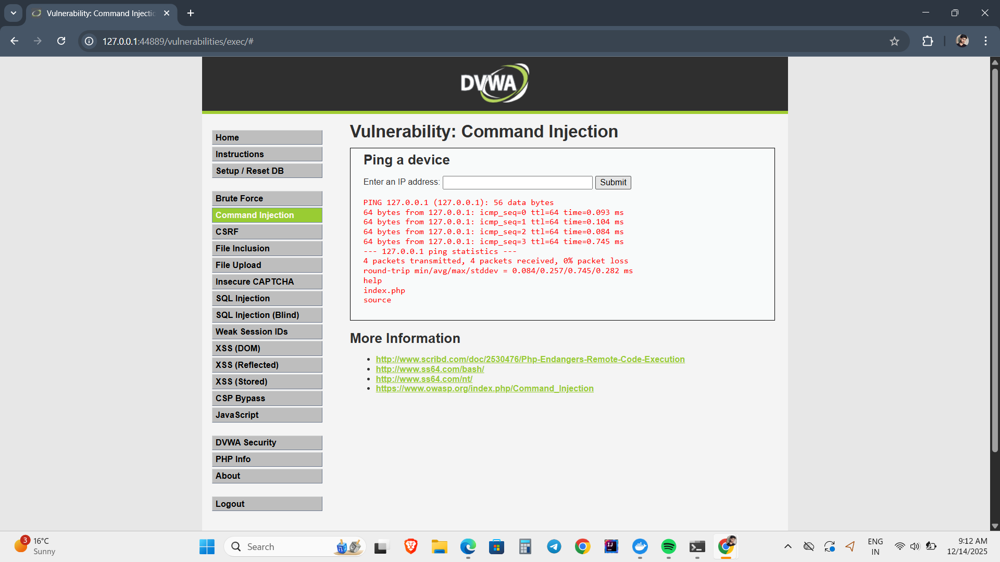 Vulnerability: Command Injectic
127.0.0.1:44889/vulnerabilities/exec/#
DVWA
Home
Instructions
Setup / Reset DB
Brute Force
Command Injection
CSRF
File Inclusion
File Upload
Insecure CAPTCHA
SQL Injection
SQL Injection (Blind)
Weak Session IDs
XSS (DOM)
XSS (Reflected)
XSS (Stored)
CSP Bypass
JavaScript
DVWA Security
PHP Info
About
Logout
Vulnerability: Command Injection
Ping a device
Enter an IP address: Submit
PING 127.0.0.1 (127.0.0.1): 56 data bytes
64 bytes from 127.0.0.1: icmp_seq=0 ttl=64 time=0.093 ms
64 bytes from 127.0.0.1: icmp_seq=1 ttl=64 time=0.104 ms
64 bytes from 127.0.0.1: icmp_seq=2 ttl=64 time=0.084 ms
64 bytes from 127.0.0.1: icmp_seq=3 ttl=64 time=0.745 ms
--- 127.0.0.1 ping statistics ---
4 packets transmitted, 4 packets received, 0% packet loss
round-trip min/avg/max/stddev = 0.084/0.257/0.745/0.282 ms
help
index.php
source
More Information
http://www.scribd.com/doc/2530476/Php-Endangers-Remote-Code-Execution
http://www.ss64.com/bash/
http://www.ss64.com/nt/
https://www.owasp.org/index.php/Command_Injection
3
16°C
Sunny
Search
IJ
ENG
IN
9:12 AM
12/14/2025